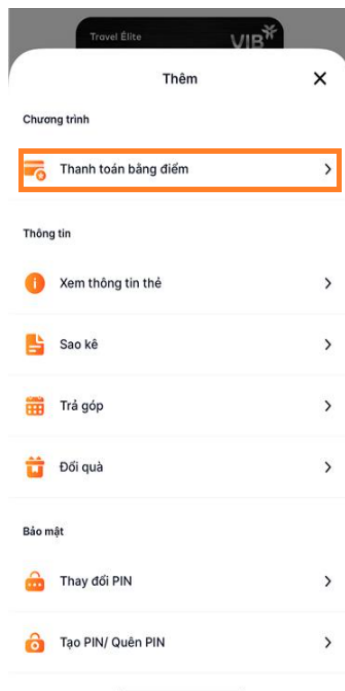 Travel Élite
VIB
Thêm
Chương trình
Thanh toán bằng điểm
Thông tin
Xem thông tin thẻ
Sao kê
Trả góp
Đổi quà
Bảo mật
Thay đổi PIN
Tạo PIN/ Quên PIN